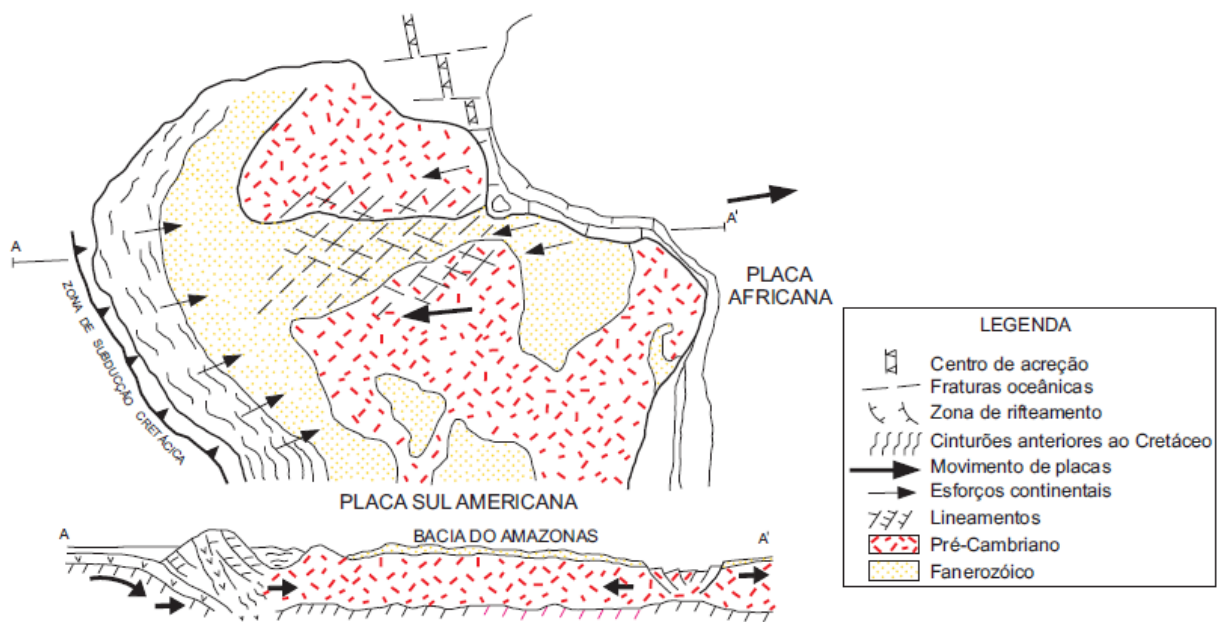 A
A'
ZONA DE SUBDUCÇÃO CRETÁCICA
PLACA
AFRICANA
PLACA SUL AMERICANA
A
BACIA DO AMAZONAS
A'
LEGENDA
Centro de acreção
Fraturas oceânicas
Zona de rifteamento
Cinturões anteriores ao Cretáceo
Movimento de placas
Esforços continentais
Lineamentos
Pré-Cambriano
Fanerozóico